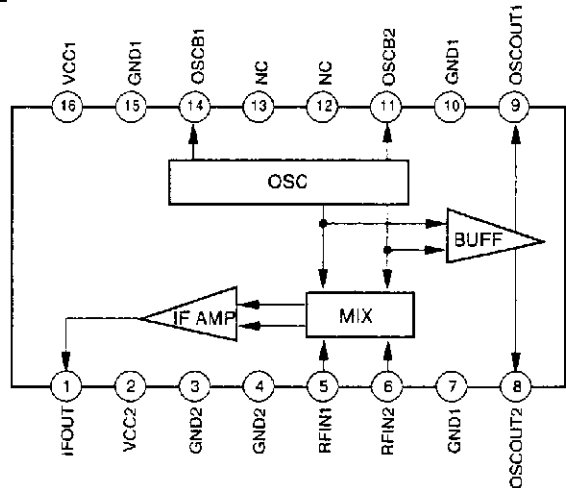 VCC1
GND1
OSCB1
NC
NC
OSCB2
GND1
OSCOUT1
16
15
14
13
12
11
10
9
OSC
BUFF
IF AMP
MIX
1
2
3
4
5
6
7
8
IFOUT
VCC2
GND2
GND2
RFIN1
RFIN2
GND1
OSCOUT2